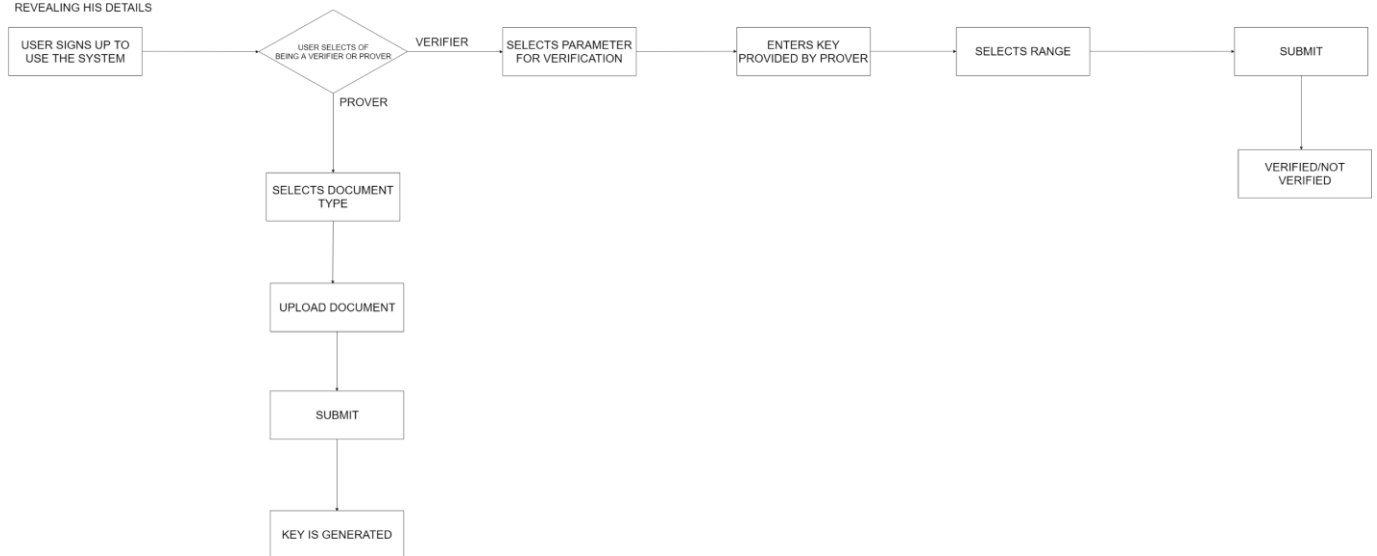 REVEALING HIS DETAILS
USER SIGNS UP TO
USE THE SYSTEM
USER SELECTS OF
BEING A VERIFIER OR PROVER
VERIFIER
SELECTS PARAMETER
FOR VERIFICATION
ENTERS KEY
PROVIDED BY PROVER
SELECTS RANGE
SUBMIT
VERIFIED/NOT
VERIFIED
PROVER
SELECTS DOCUMENT
TYPE
UPLOAD DOCUMENT
SUBMIT
KEY IS GENERATED